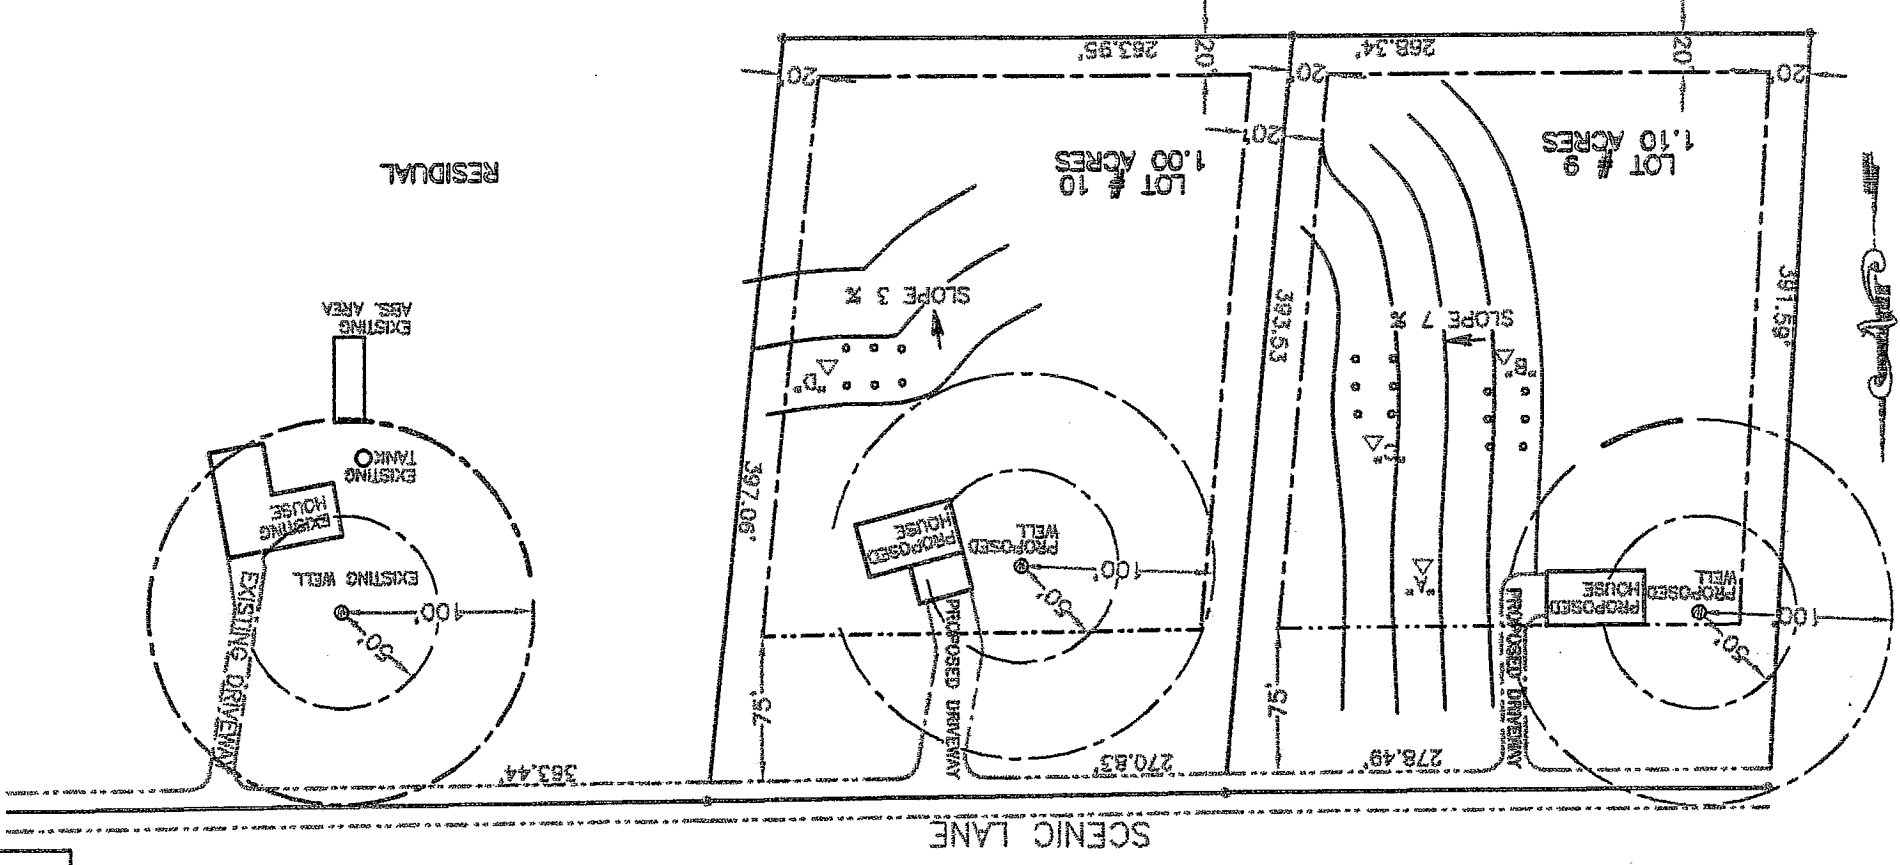 SCENIC LANE
278.49'
270.83'
363.44'
PROPOSED DRIVEWAY
75'
PROPOSED DRIVEWAY
75'
EXISTING DRIVEWAY
50'
100'
PROPOSED
WELL
PROPOSED
HOUSE
"A"
50'
100'
PROPOSED
WELL
PROPOSED
HOUSE
50'
100'
EXISTING WELL
EXISTING
HOUSE
EXISTING
TANK
"C"
"B"
"D"
397.06'
393.53
391.59'
SLOPE 7 %
SLOPE 3 %
EXISTING
ABS. AREA
LOT # 9
1.10 ACRES
LOT # 10
1.00 ACRES
RESIDUAL
20'
20'
20'
20'
20'
20'
20'
268.34'
263.95'